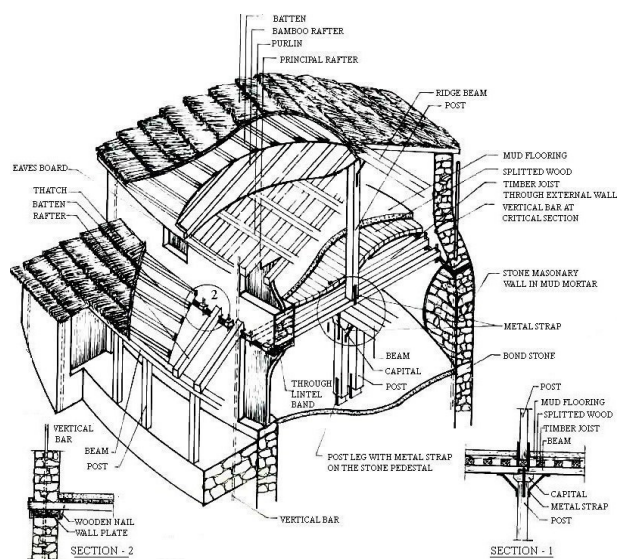 BATTEN
BAMBOO RAFTER
PURLIN
PRINCIPAL RAFTER
RIDGE BEAM
POST
EAVES BOARD
THATCH
BATTEN
RAFTER
MUD FLOORING
SPLITTED WOOD
TIMBER JOIST
THROUGH EXTERNAL WALL
VERTICAL BAR AT
CRITICAL SECTION
STONE MASONARY
WALL IN MUD MORTAR
2
METAL STRAP
BEAM
CAPITAL
POST
BOND STONE
THROUGH
LINTEL
BAND
VERTICAL
BAR
BEAM
POST
POST LEG WITH METAL STRAP
ON THE STONE PEDESTAL
VERTICAL BAR
WOODEN NAIL
WALL PLATE
SECTION - 2
POST
MUD FLOORING
SPLITTED WOOD
TIMBER JOIST
BEAM
CAPITAL
METAL STRAP
POST
SECTION - 1